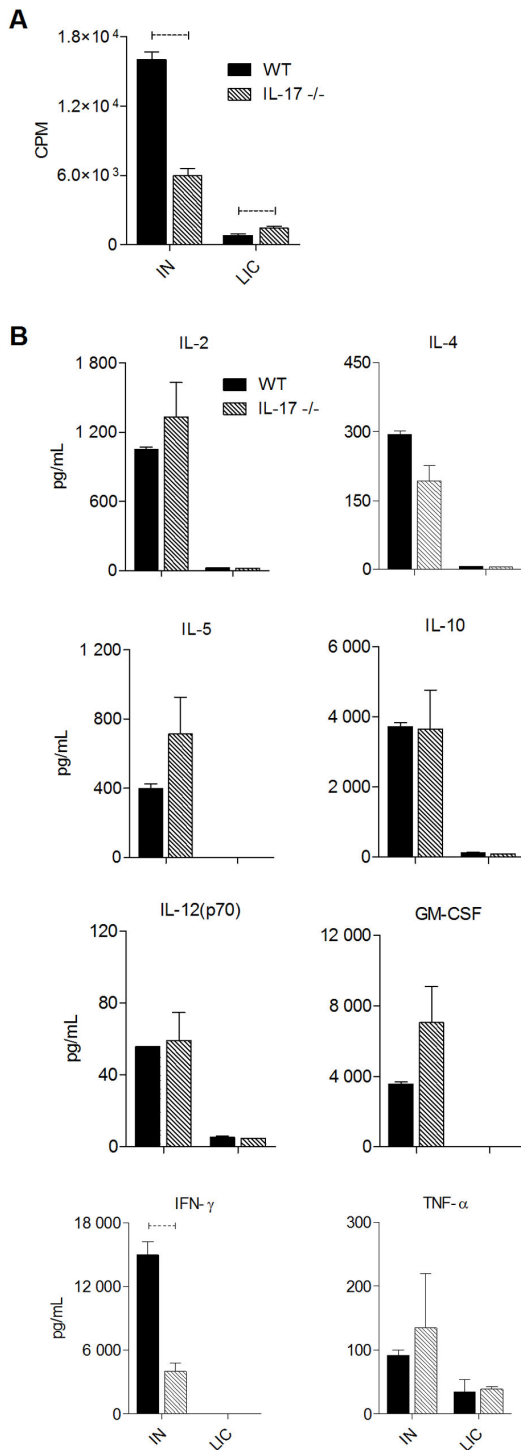 A
1.8×10⁴
1.2×10⁴
6.0×10³
0
CPM
WT
IL-17 -/-
IN
LIC
B
IL-2
1 800
1 200
600
0
pg/mL
WT
IL-17 -/-
IL-4
450
300
150
0
IL-5
1 200
800
400
0
pg/mL
IL-10
6 000
4 000
2 000
0
IL-12(p70)
120
80
40
0
pg/mL
GM-CSF
12 000
8 000
4 000
0
IFN- γ
18 000
12 000
6 000
0
pg/mL
IN
LIC
TNF- α
300
200
100
0
IN
LIC